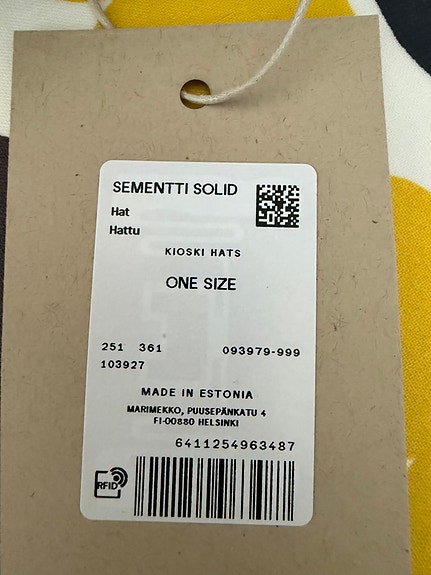 SEMENTTI SOLID
Hat
Hattu
KIOSKI HATS
ONE SIZE
251 361 093979-999
103927
MADE IN ESTONIA
MARIMEKKO, PUUSEPÄNKATU 4
FI-00880 HELSINKI
6411254963487
RFID